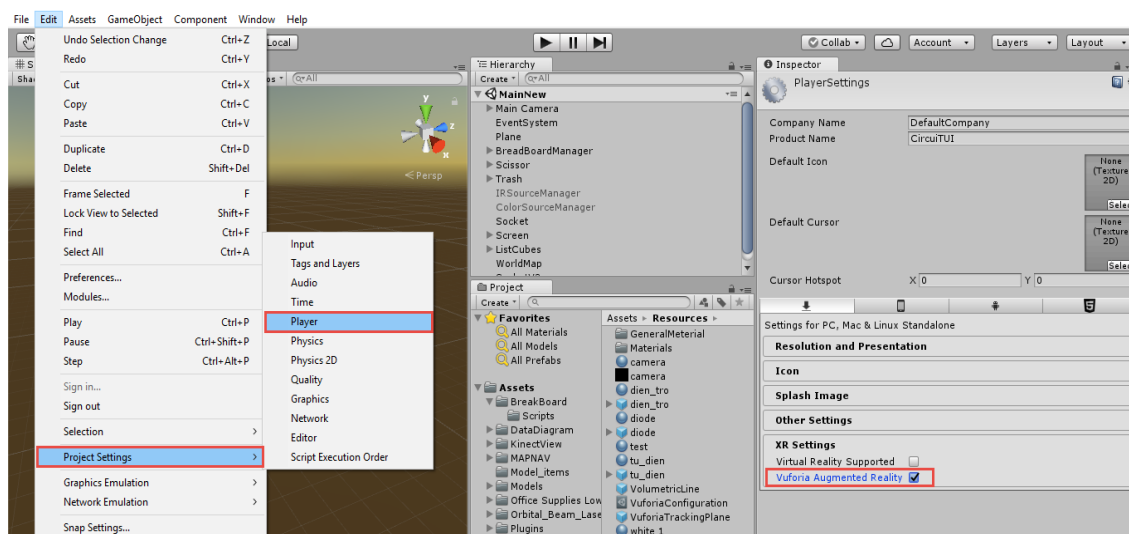 File Edit Assets GameObject Component Window Help
Undo Selection Change Ctrl+Z
Redo Ctrl+Y
Cut Ctrl+X
Copy Ctrl+C
Paste Ctrl+V
Duplicate Ctrl+D
Delete Shift+Del
Frame Selected F
Lock View to Selected Shift+F
Find Ctrl+F
Select All Ctrl+A
Preferences...
Modules...
Play Ctrl+P
Pause Ctrl+Shift+P
Step Ctrl+Alt+P
Sign in...
Sign out
Selection
Project Settings
Graphics Emulation
Network Emulation
Snap Settings...
Input
Tags and Layers
Audio
Time
Player
Physics
Physics 2D
Quality
Graphics
Network
Editor
Script Execution Order
Local
Collab
Account
Layers
Layout
# S
Sha
os
All
y
z
x
Persp
Hierarchy
Create
All
MainNew
Main Camera
EventSystem
Plane
BreadBoardManager
Scissor
Trash
IRSourceManager
ColorSourceManager
Socket
Screen
ListCubes
WorldMap
Project
Create
Favorites
All Materials
All Models
All Prefabs
Assets
BreakBoard
Scripts
DataDiagram
KinectView
MAPNAV
Model_items
Models
Office Supplies Low
Orbital_Beam_Lase
Plugins
Assets Resources
GeneralMeterial
Materials
camera
camera
dien_tro
dien_tro
diode
diode
test
tu_dien
tu_dien
VolumetricLine
VuforiaConfiguration
VuforiaTrackingPlane
white 1
Inspector
PlayerSettings
Company Name DefaultCompany
Product Name CircuiTUI
Default Icon
None
(Texture
2D)
Selec
Default Cursor
None
(Texture
2D)
Selec
Cursor Hotspot X 0 Y 0
Settings for PC, Mac & Linux Standalone
Resolution and Presentation
Icon
Splash Image
Other Settings
XR Settings
Virtual Reality Supported
Vuforia Augmented Reality